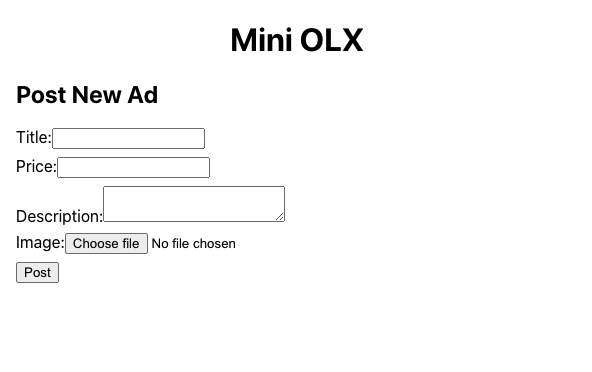 Mini OLX
Post New Ad
Title:
Price:
Description:
Image: Choose file No file chosen
Post